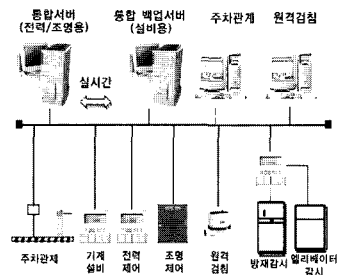 통합서버
(전력/조명용)
통합 백업서버
(설비용)
주차관계
원격검침
실시간
주차관제
기계
설비
전력
제어
조명
제어
원격
검침
방재감시
엘리베이터
감시